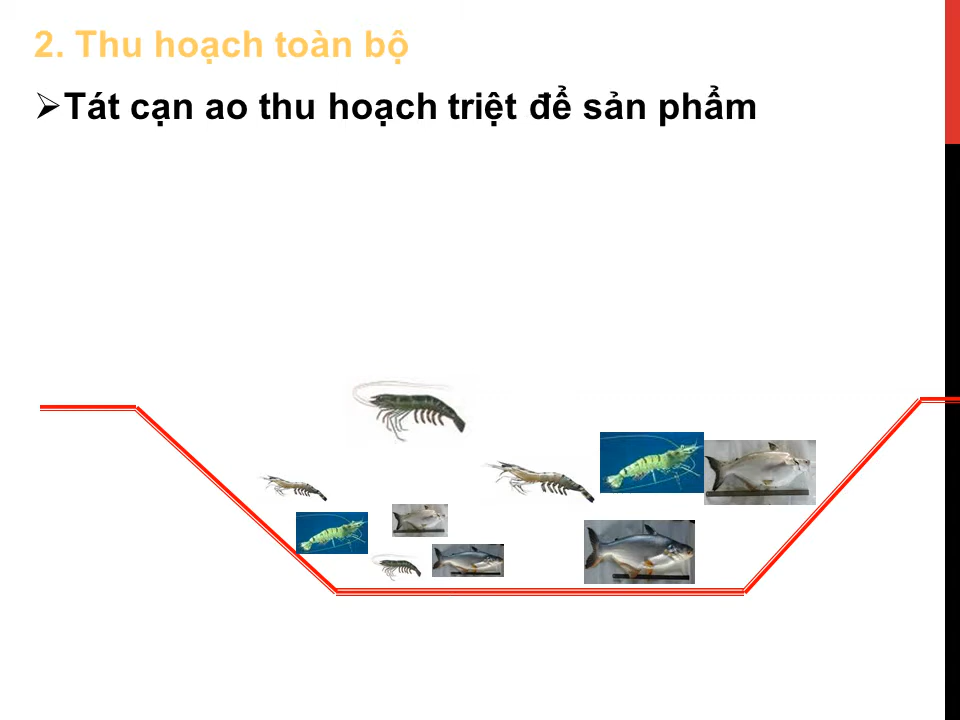 2. Thu hoạch toàn bộ
➢Tát cạn ao thu hoạch triệt để sản phẩm